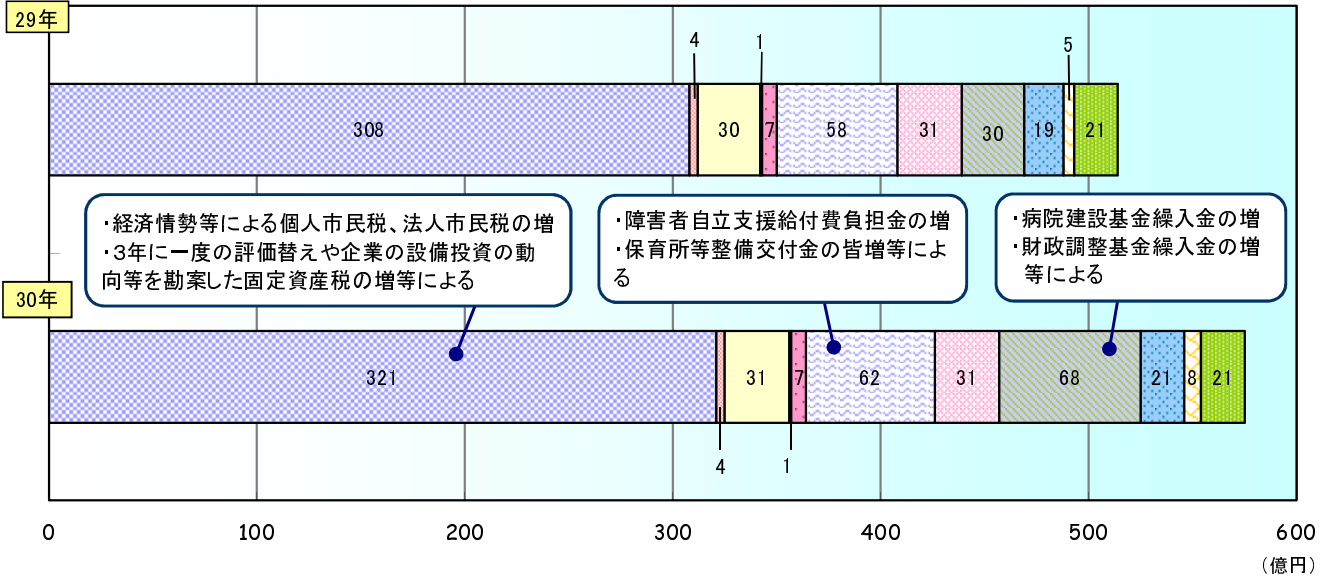 29年
4
1
5
308
30
7
58
31
30
19
21
・経済情勢等による個人市民税、法人市民税の増
・3年に一度の評価替えや企業の設備投資の動
向等を勘案した固定資産税の増等による
・障害者自立支援給付費負担金の増
・保育所等整備交付金の皆増等によ
る
・病院建設基金繰入金の増
・財政調整基金繰入金の増
等による
30年
321
31
7
62
31
68
21
8
21
4
1
0
100
200
300
400
500
600
（億円）